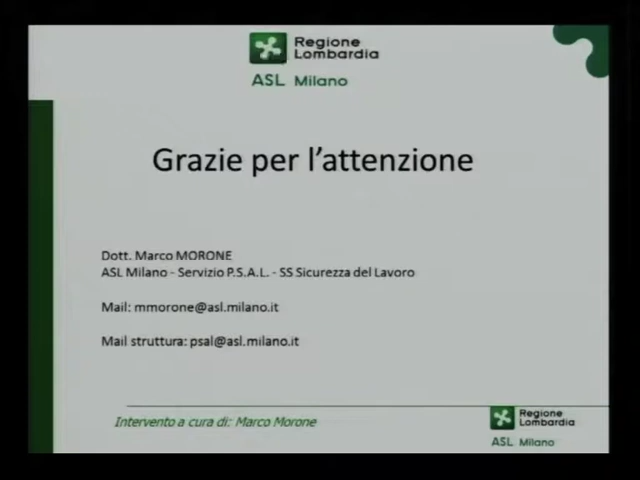 Regione
Lombardia
ASL Milano
Grazie per l'attenzione
Dott. Marco MORONE
ASL Milano - Servizio P.S.A.L. - SS Sicurezza del Lavoro
Mail: mmorone@asl.milano.it
Mail struttura: psal@asl.milano.it
Intervento a cura di: Marco Morone
Regione
Lombardia
ASL Milano